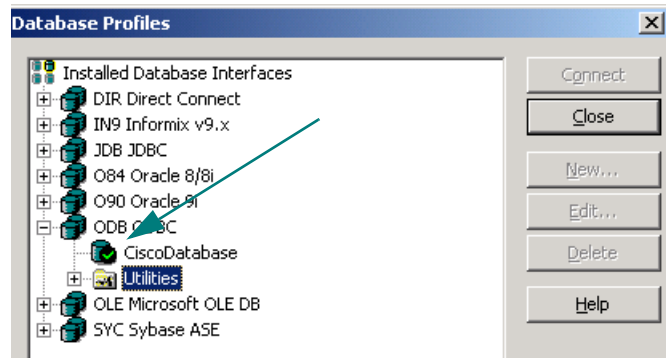 Database Profiles
Installed Database Interfaces
DIR Direct Connect
IN9 Informix v9.x
JDB JDBC
O84 Oracle 8/8i
O90 Oracle 9i
ODB ODBC
CiscoDatabase
Utilities
OLE Microsoft OLE DB
SYC Sybase ASE
Connect
Close
New...
Edit...
Delete
Help